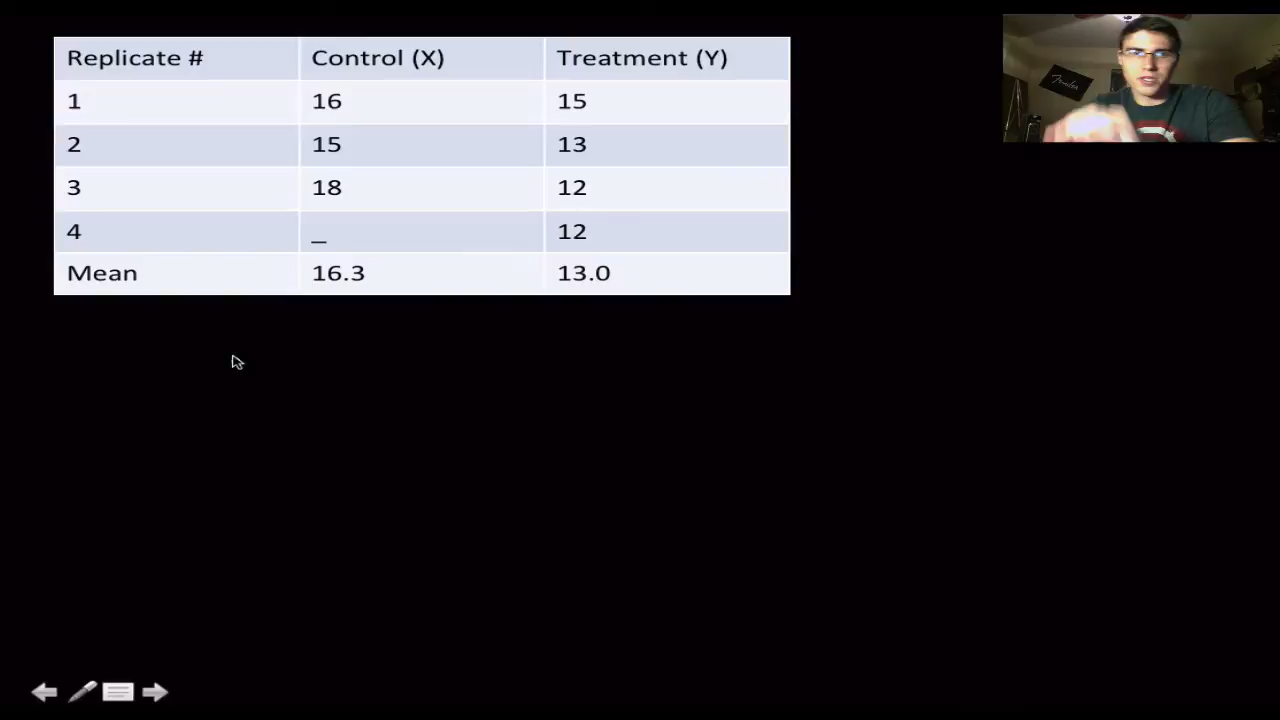 Replicate # Control (X) Treatment (Y)
1 16 15
2 15 13
3 18 12
4 _ 12
Mean 16.3 13.0
Fender